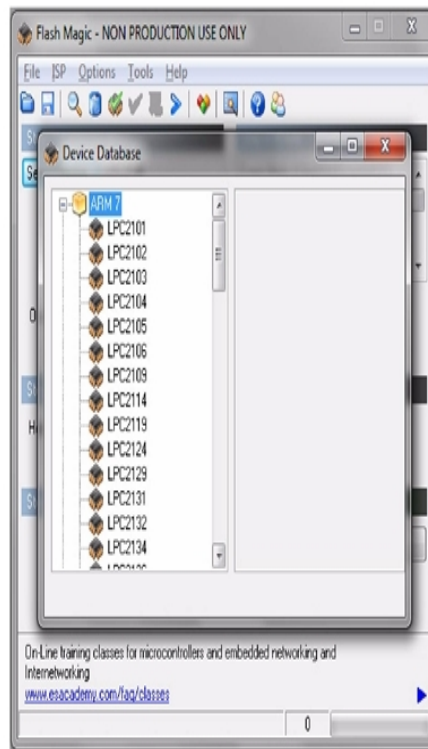 Flash Magic - NON PRODUCTION USE ONLY
File ISP Options Tools Help
Device Database
ARM 7
LPC2101
LPC2102
LPC2103
LPC2104
LPC2105
LPC2106
LPC2109
LPC2114
LPC2119
LPC2124
LPC2129
LPC2131
LPC2132
LPC2134
On-Line training classes for microcontrollers and embedded networking and
Internetworking
www.esacademy.com/faq/classes
0